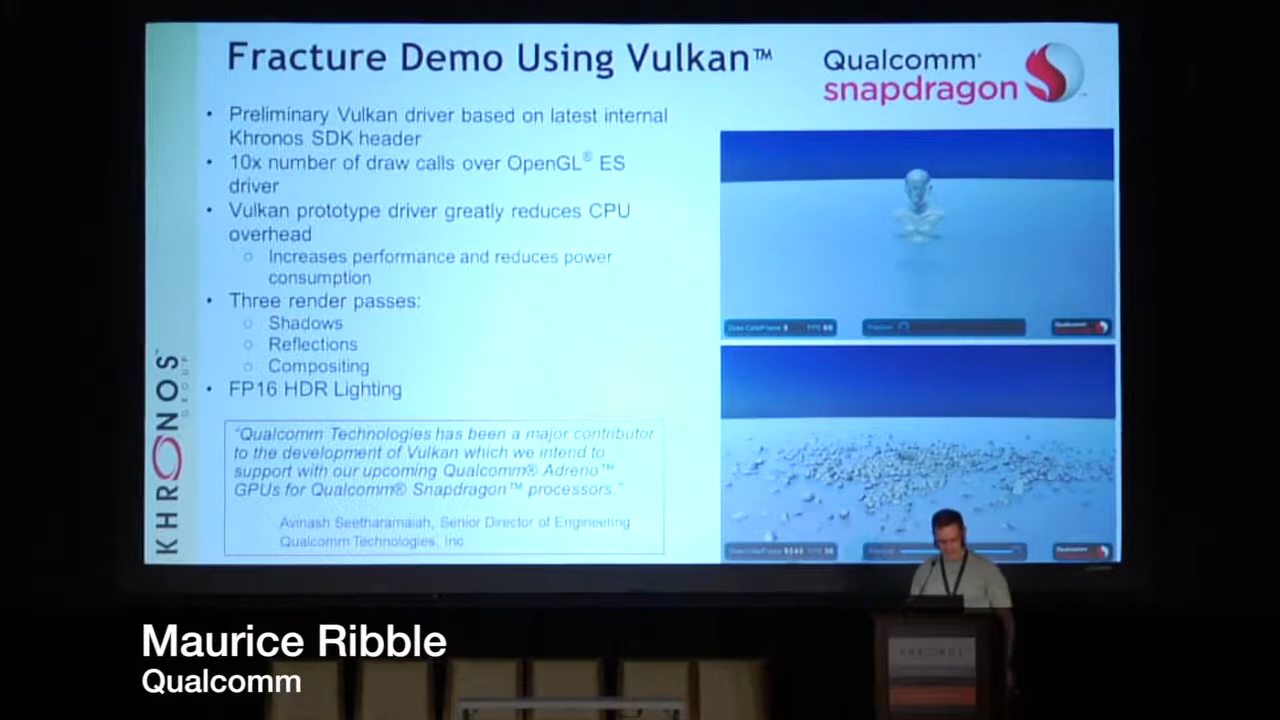 Fracture Demo Using Vulkan™
Qualcomm®
snapdragon
• Preliminary Vulkan driver based on latest internal
Khronos SDK header
• 10x number of draw calls over OpenGL® ES
driver
• Vulkan prototype driver greatly reduces CPU
overhead
○ Increases performance and reduces power
consumption
• Three render passes:
○ Shadows
○ Reflections
○ Compositing
• FP16 HDR Lighting
"Qualcomm Technologies has been a major contributor
to the development of Vulkan which we intend to
support with our upcoming Qualcomm® Adreno™
GPUs for Qualcomm® Snapdragon™ processors."
Avinash Seetharamaiah, Senior Director of Engineering
Qualcomm Technologies, Inc
KHRONOS
GROUP
Qualcomm
Qualcomm
KHRONOS
Maurice Ribble
Qualcomm